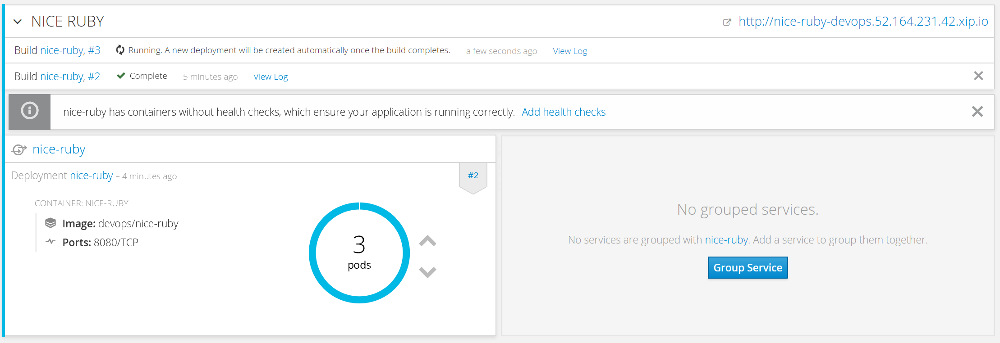 NICE RUBY http://nice-ruby-devops.52.164.231.42.xip.io
Build nice-ruby, #3 Running. A new deployment will be created automatically once the build completes. a few seconds ago View Log
Build nice-ruby, #2 Complete 5 minutes ago View Log
nice-ruby has containers without health checks, which ensure your application is running correctly. Add health checks
nice-ruby
Deployment nice-ruby – 4 minutes ago #2
CONTAINER: NICE-RUBY
Image: devops/nice-ruby
Ports: 8080/TCP
3
pods
No grouped services.
No services are grouped with nice-ruby. Add a service to group them together.
Group Service